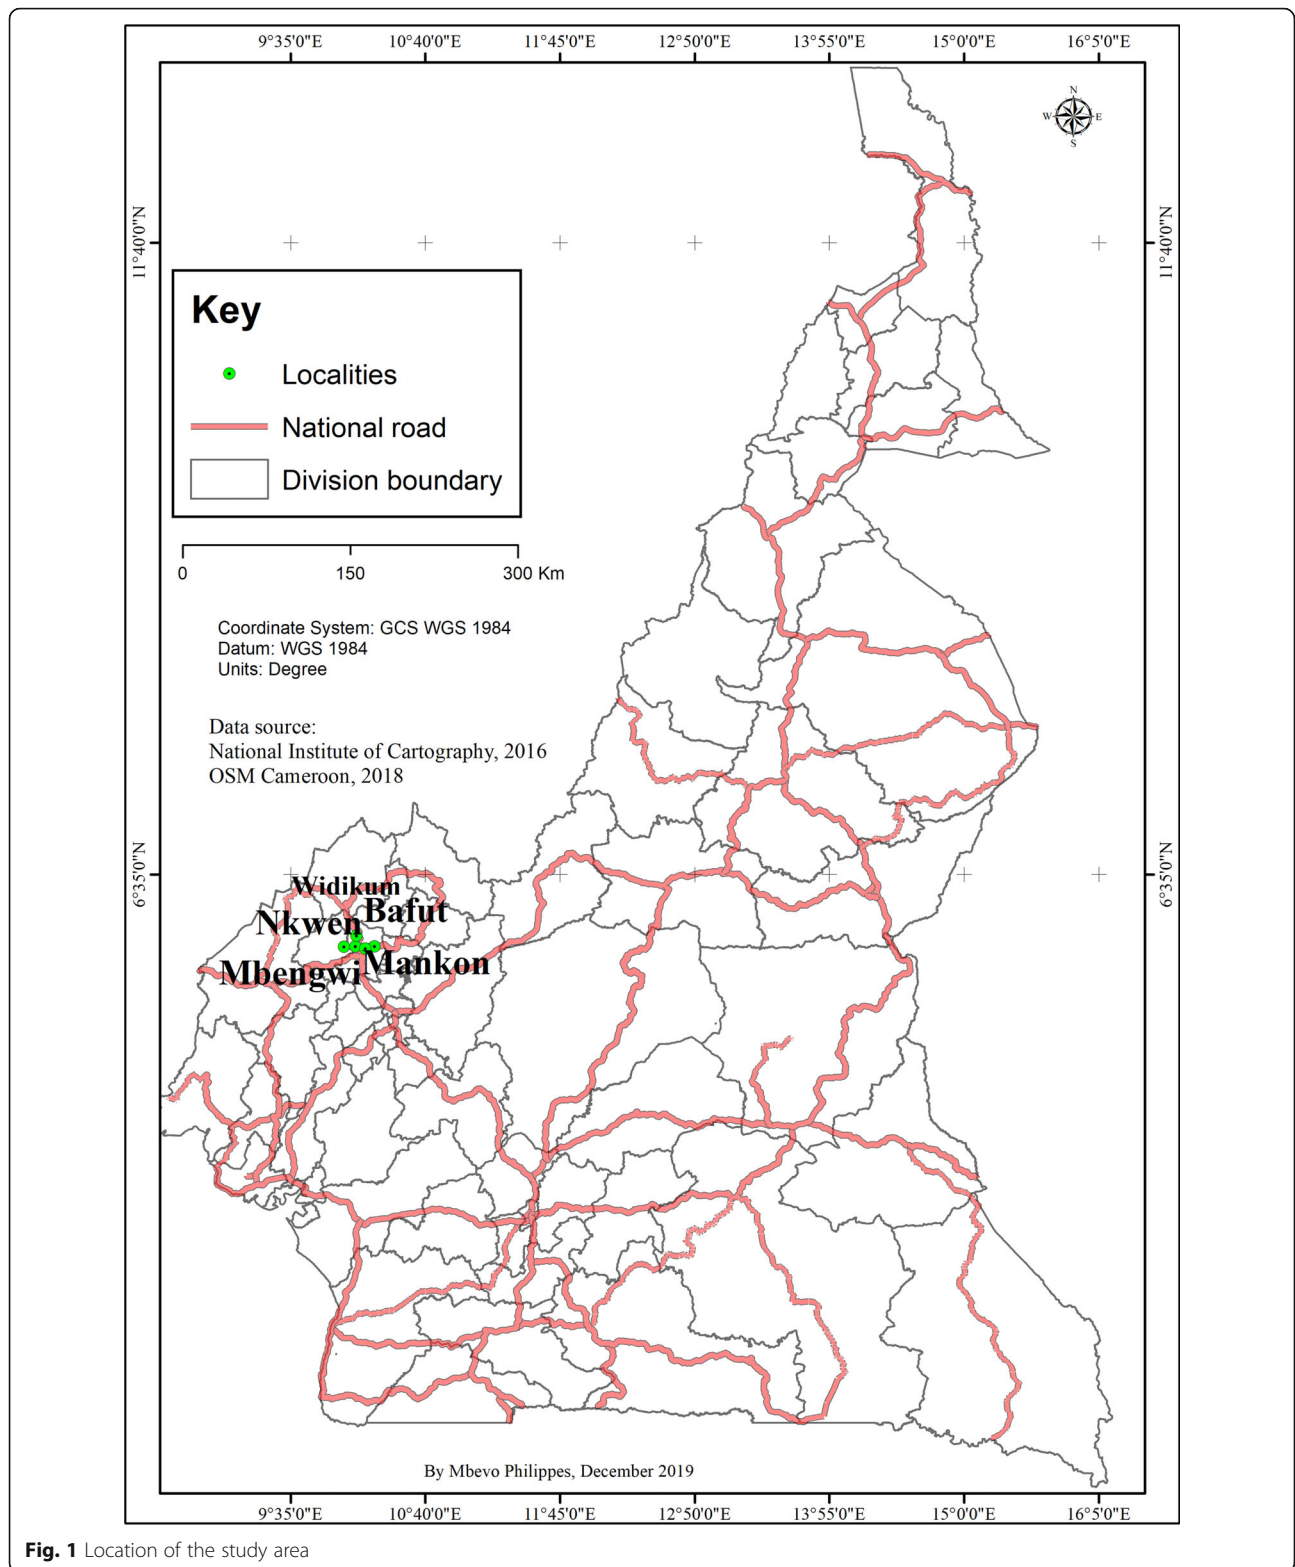 9°35'0"E 10°40'0"E 11°45'0"E 12°50'0"E 13°55'0"E 15°0'0"E 16°5'0"E
N
W E
S
11°40'0"N 11°40'0"N
Key
Localities
National road
Division boundary
0 150 300 Km
Coordinate System: GCS WGS 1984
Datum: WGS 1984
Units: Degree
Data source:
National Institute of Cartography, 2016
OSM Cameroon, 2018
6°35'0"N 6°35'0"N
Widikum
Bafut
Nkwen
Mankon
Mbengwi
By Mbevo Philippes, December 2019
9°35'0"E 10°40'0"E 11°45'0"E 12°50'0"E 13°55'0"E 15°0'0"E 16°5'0"E
Fig. 1 Location of the study area